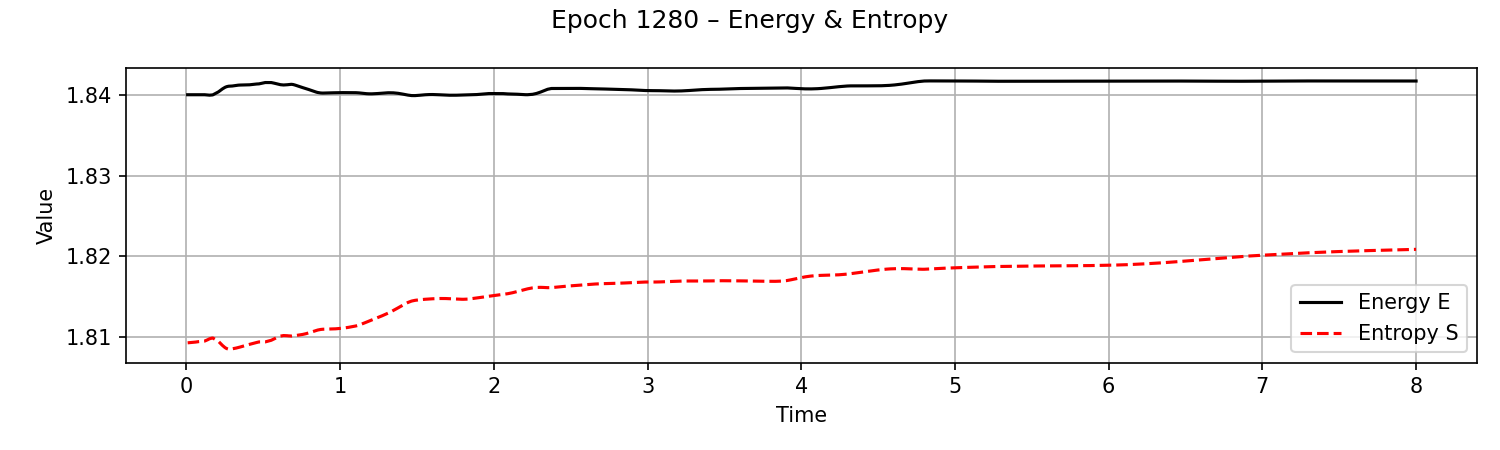 Epoch 1280 – Energy & Entropy
Value
1.84
1.83
1.82
1.81
Energy E
Entropy S
0 1 2 3 4 5 6 7 8
Time